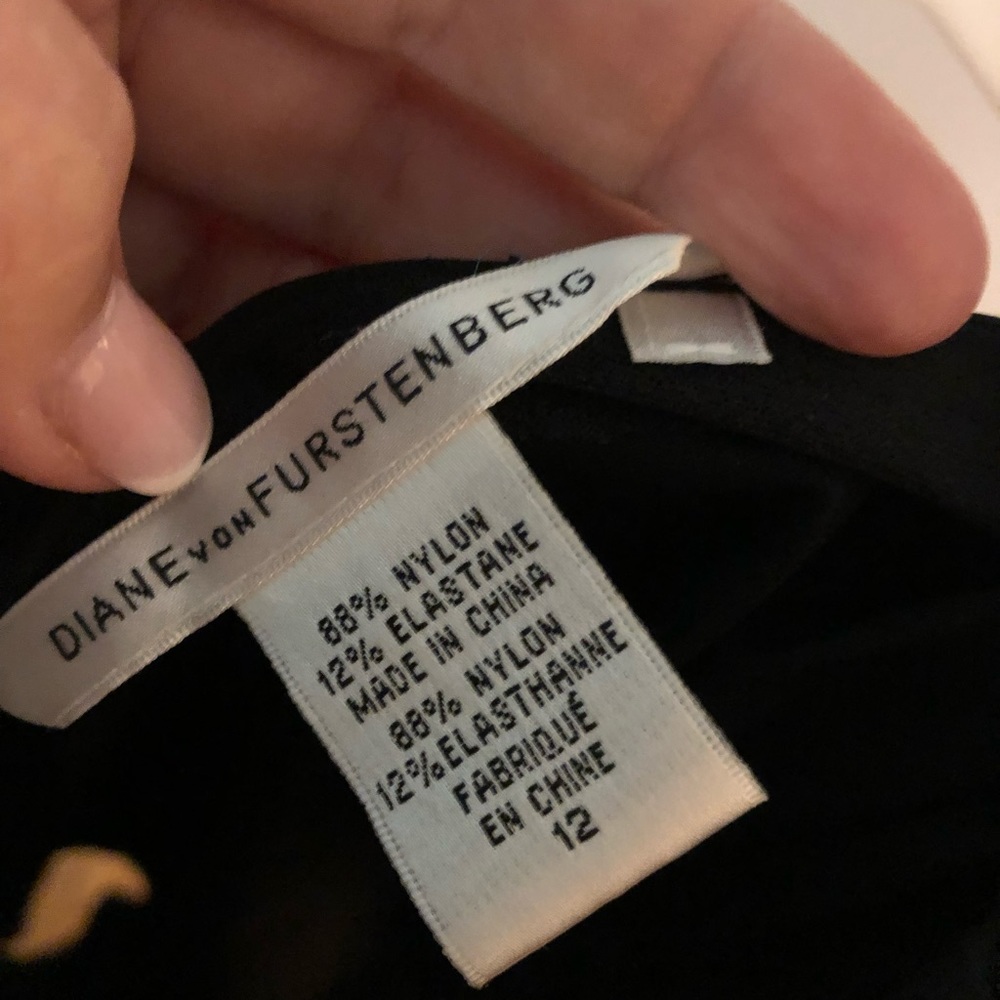 DIANE VON FURSTENBERG
88% NYLON
12% ELASTANE
MADE IN CHINA
88% NYLON
12%ELASTHANNE
FABRIQUÉ
EN CHINE
12